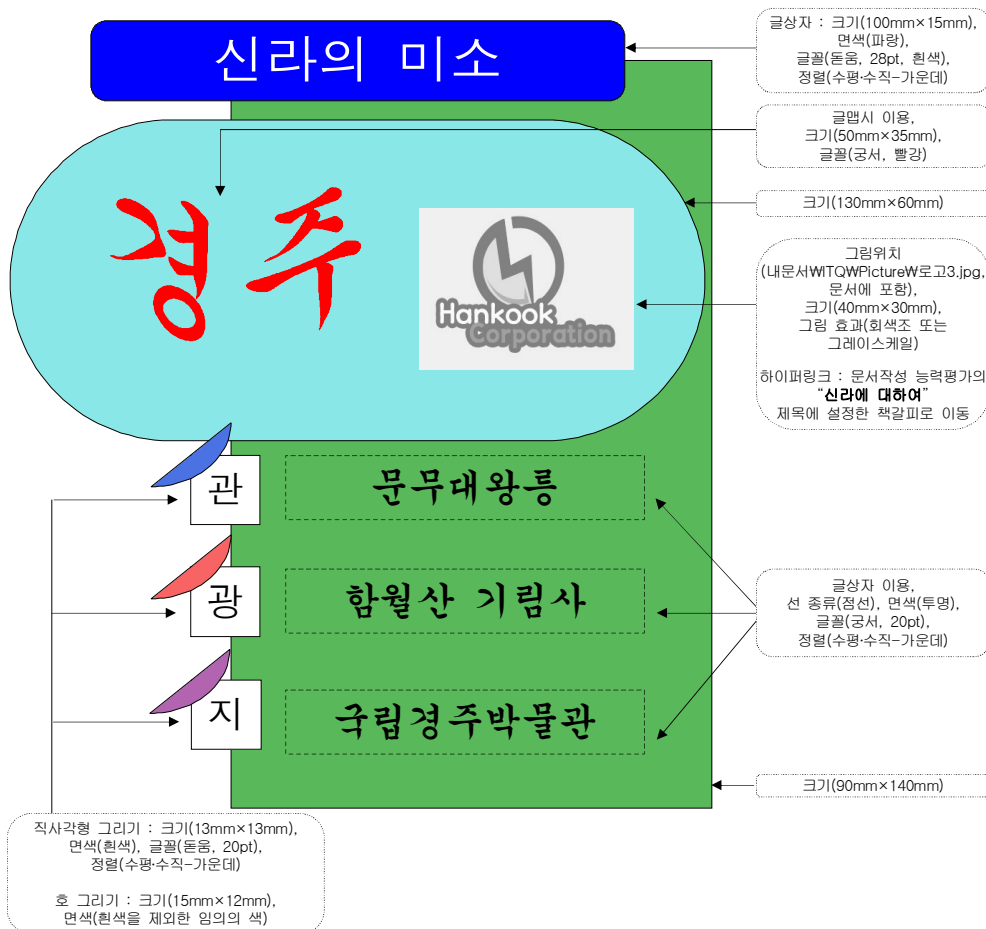 신라의 미소
글상자 : 크기(100mm×15mm),
면색(파랑),
글꼴(돋움, 28pt, 흰색),
정렬(수평·수직-가운데)
글맵시 이용,
크기(50mm×35mm),
글꼴(궁서, 빨강)
크기(130mm×60mm)
경주
Hankook
Corporation
그림위치
(내문서₩ITQ₩Picture₩로고3.jpg,
문서에 포함),
크기(40mm×30mm),
그림 효과(회색조 또는
그레이스케일)
하이퍼링크 : 문서작성 능력평가의
“신라에 대하여”
제목에 설정한 책갈피로 이동
관
문무대왕릉
광
함월산 기림사
지
국립경주박물관
글상자 이용,
선 종류(점선), 면색(투명),
글꼴(궁서, 20pt),
정렬(수평·수직-가운데)
크기(90mm×140mm)
직사각형 그리기 : 크기(13mm×13mm),
면색(흰색), 글꼴(돋움, 20pt),
정렬(수평·수직-가운데)
호 그리기 : 크기(15mm×12mm),
면색(흰색을 제외한 임의의 색)